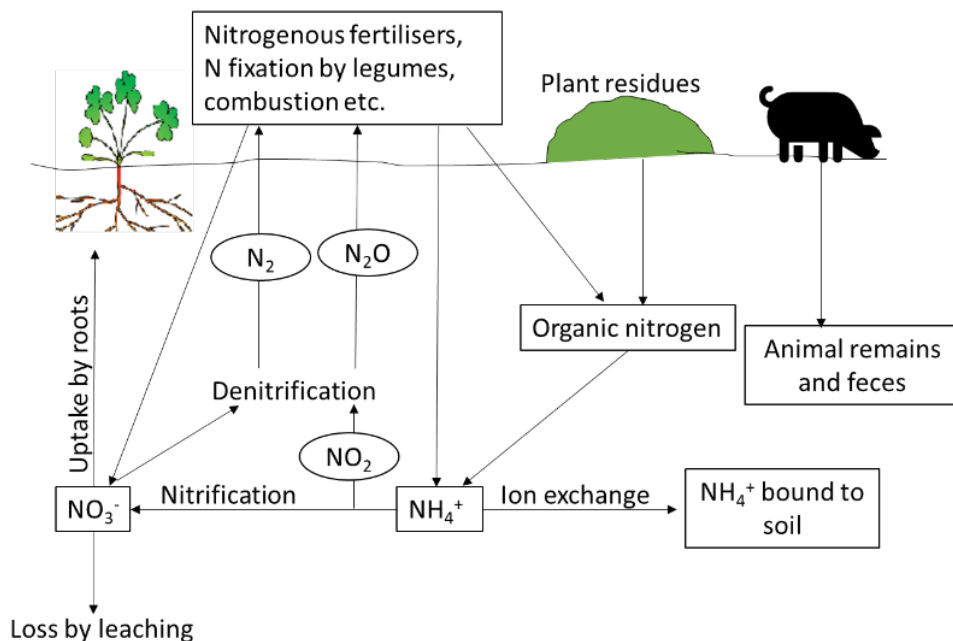 Nitrogenous fertilisers,
N fixation by legumes,
combustion etc.
Plant residues
N₂
N₂O
Organic nitrogen
Animal remains
and feces
Uptake by roots
Denitrification
NO₂
NO₃⁻
Nitrification
NH₄⁺
Ion exchange
NH₄⁺ bound to
soil
Loss by leaching